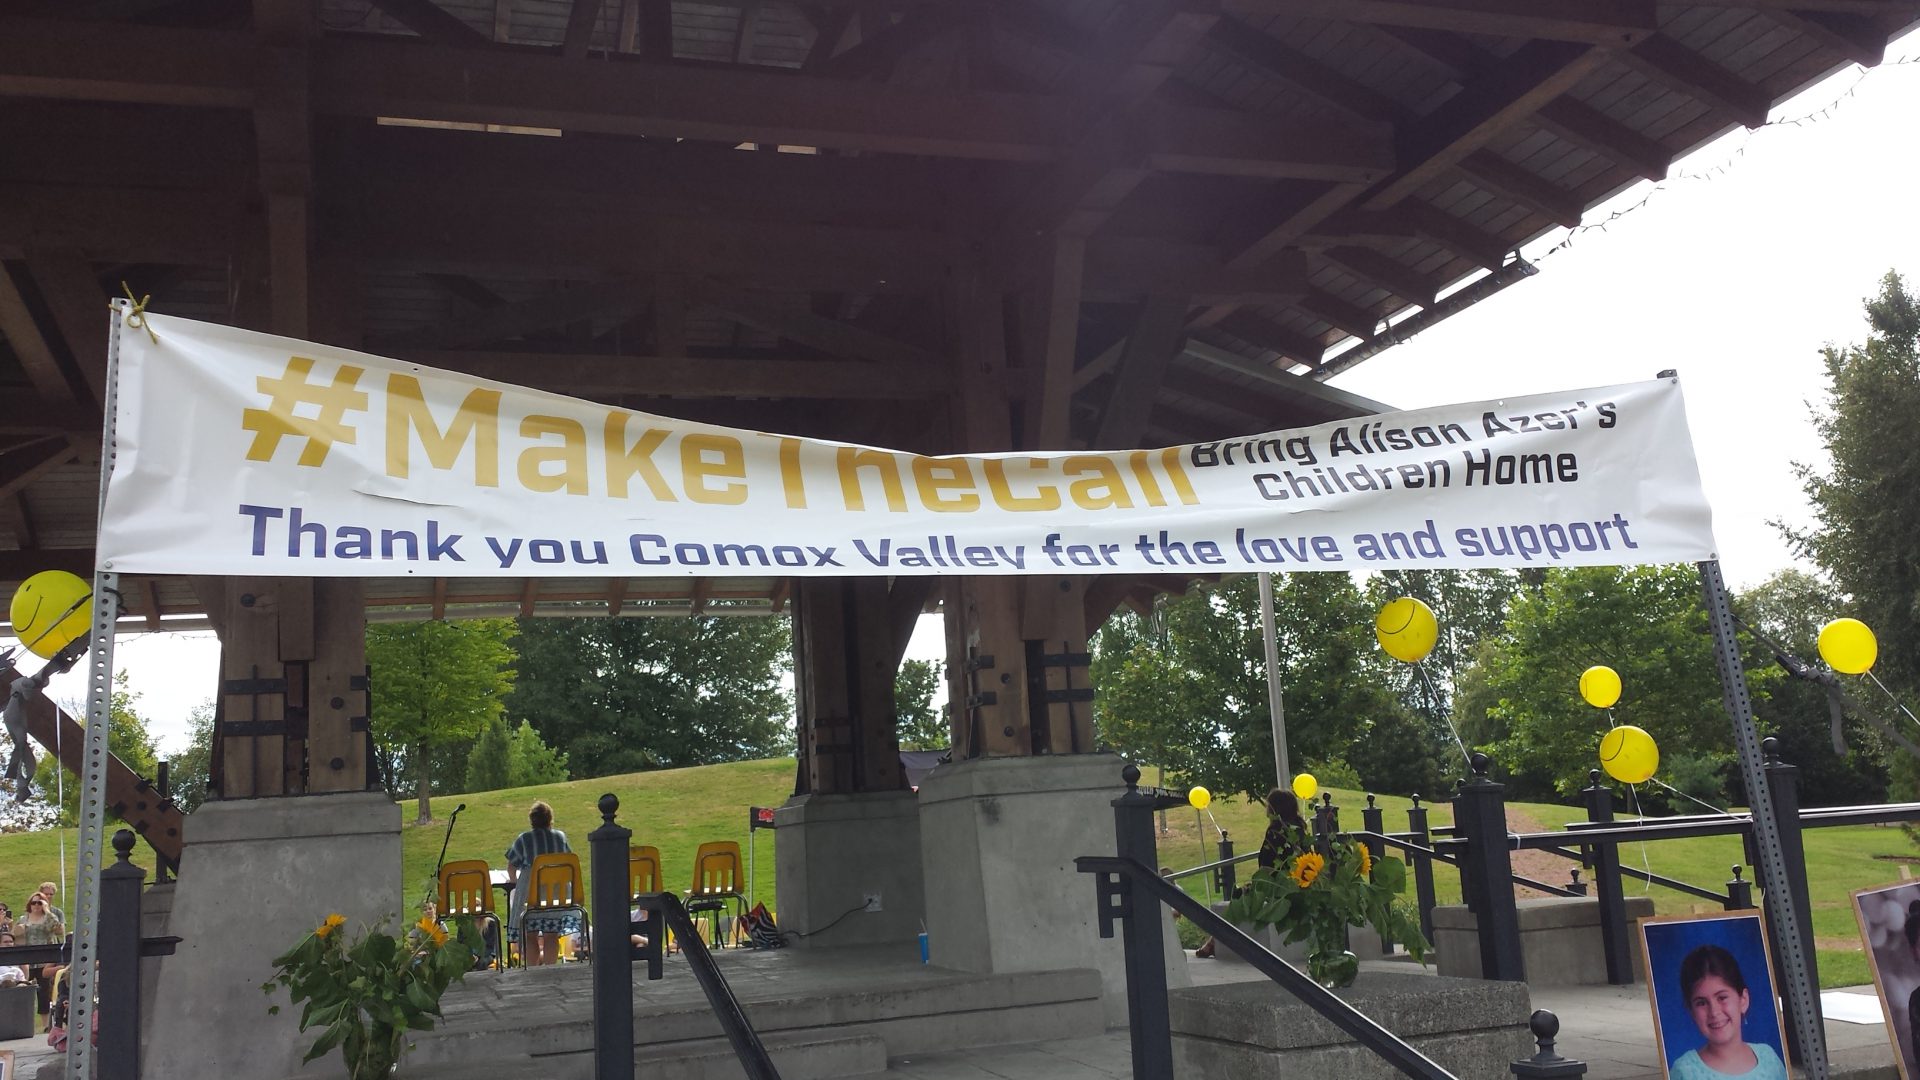 #MakeTheCall
Bring Alison Azer's
Children Home
Thank you Comox Valley for the love and support